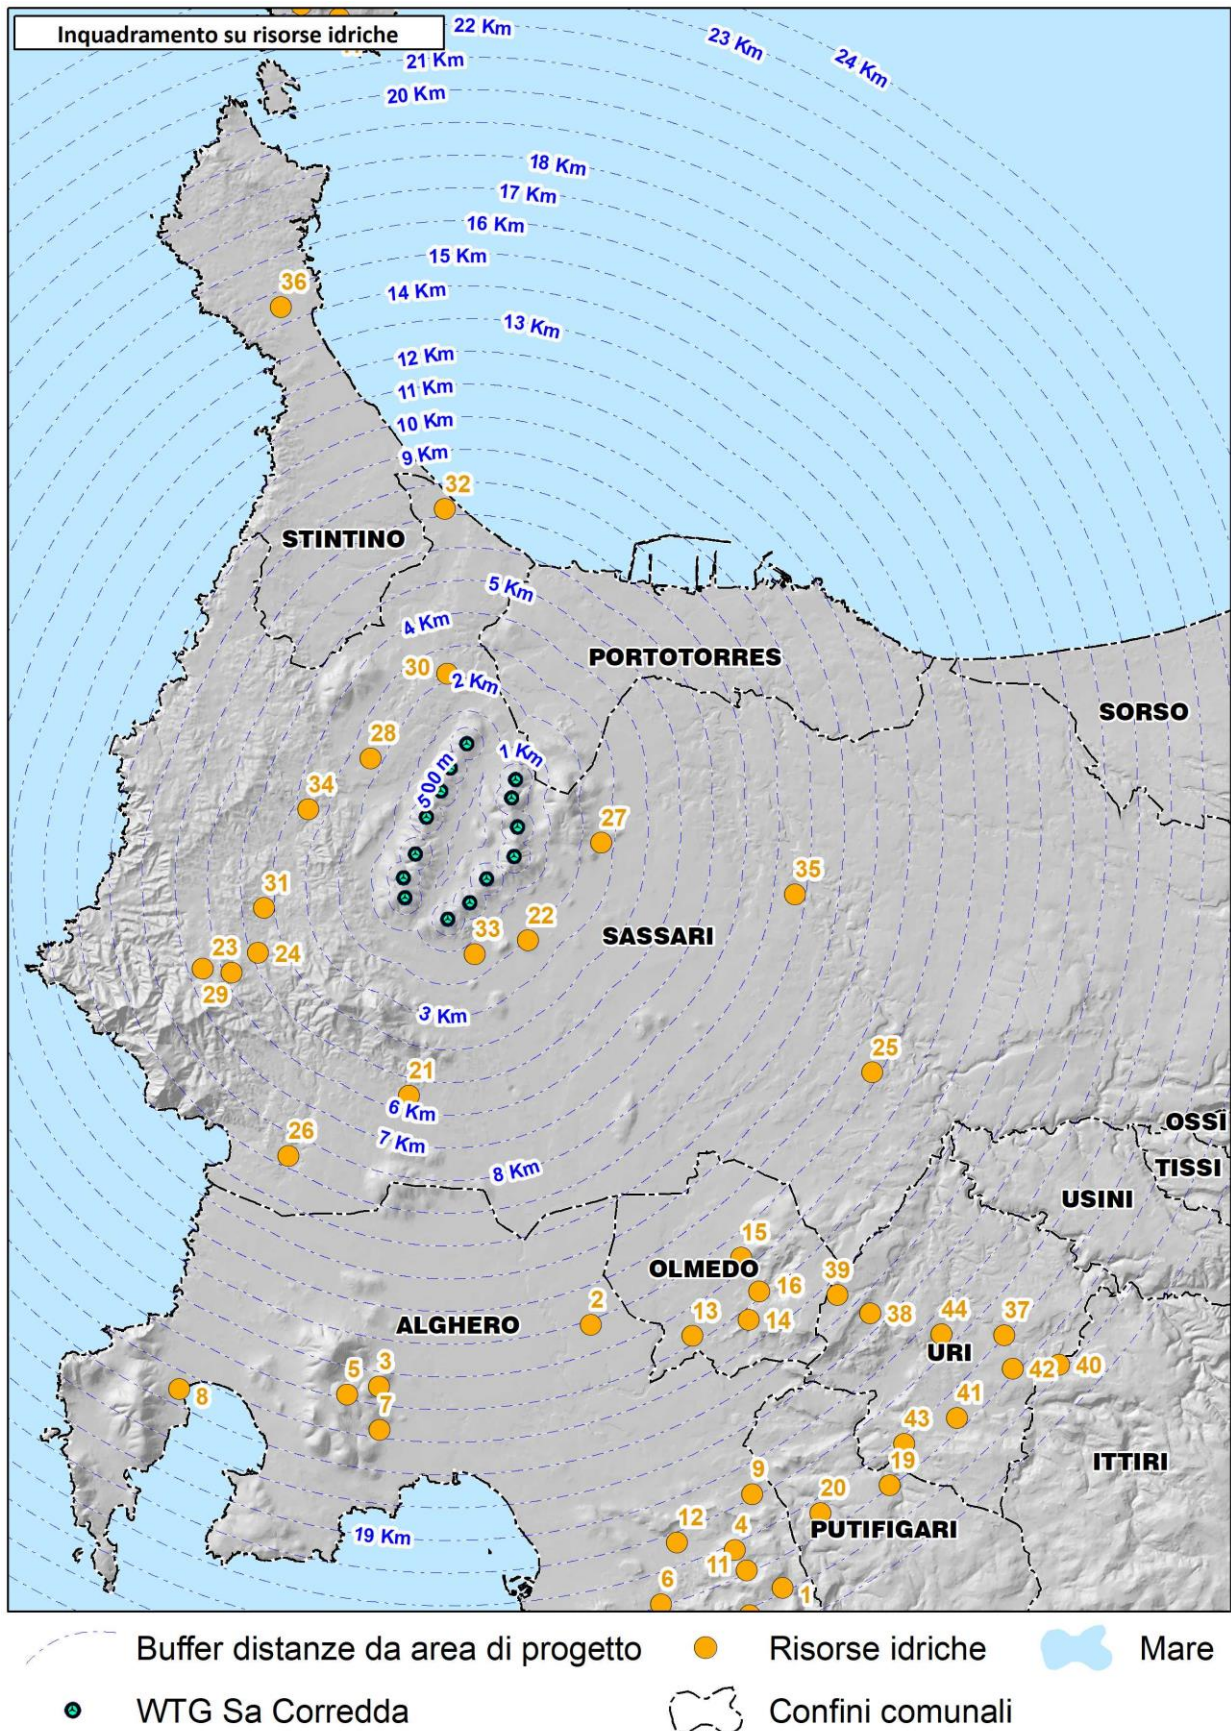 Inquadramento su risorse idriche
22 Km
23 Km
24 Km
21 Km
20 Km
18 Km
17 Km
16 Km
15 Km
14 Km
36
13 Km
12 Km
11 Km
10 Km
9 Km
32
STINTINO
5 Km
4 Km
PORTOTORRES
30
2 Km
SORSO
28
1 Km
500 m
34
27
31
35
33
22
SASSARI
23
24
29
3 Km
25
21
6 Km
OSSI
26
7 Km
8 Km
TISSI
USINI
15
OLMEDO
16
39
2
ALGHERO
13
14
38
44
37
URI
5
3
42
40
8
7
41
43
ITTIRI
9
19
20
19 Km
12
4
PUTIFIGARI
11
6
1
Buffer distanze da area di progetto
Risorse idriche
Mare
WTG Sa Corredda
Confini comunali